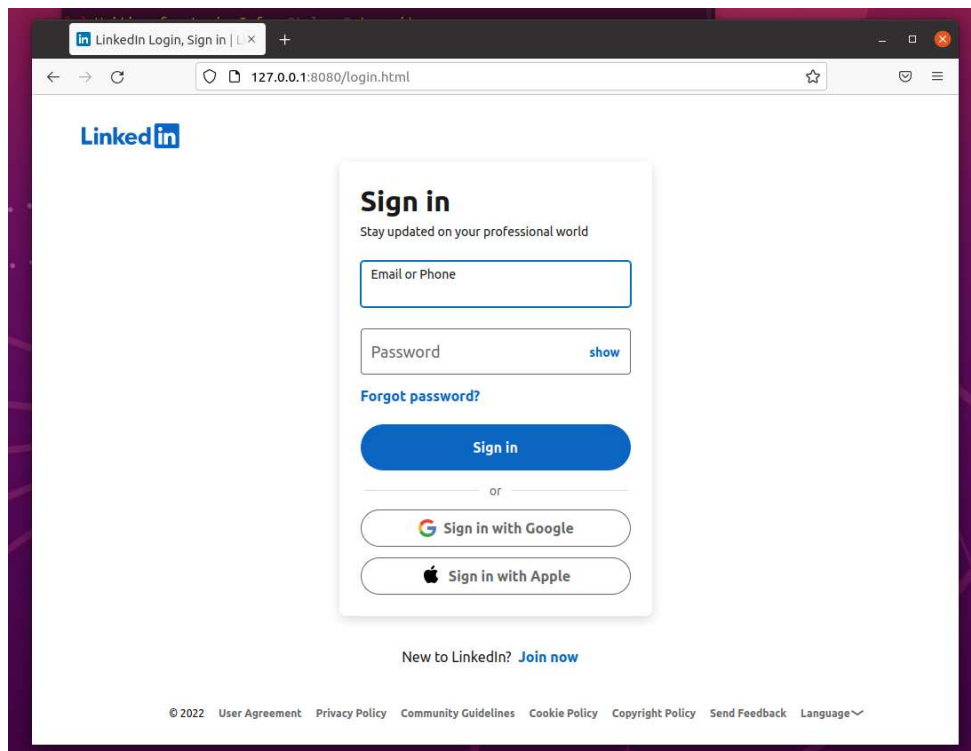 LinkedIn Login, Sign in | L
127.0.0.1:8080/login.html
Linked in
Sign in
Stay updated on your professional world
Email or Phone
Password show
Forgot password?
Sign in
or
Sign in with Google
Sign in with Apple
New to LinkedIn? Join now
© 2022 User Agreement Privacy Policy Community Guidelines Cookie Policy Copyright Policy Send Feedback Language